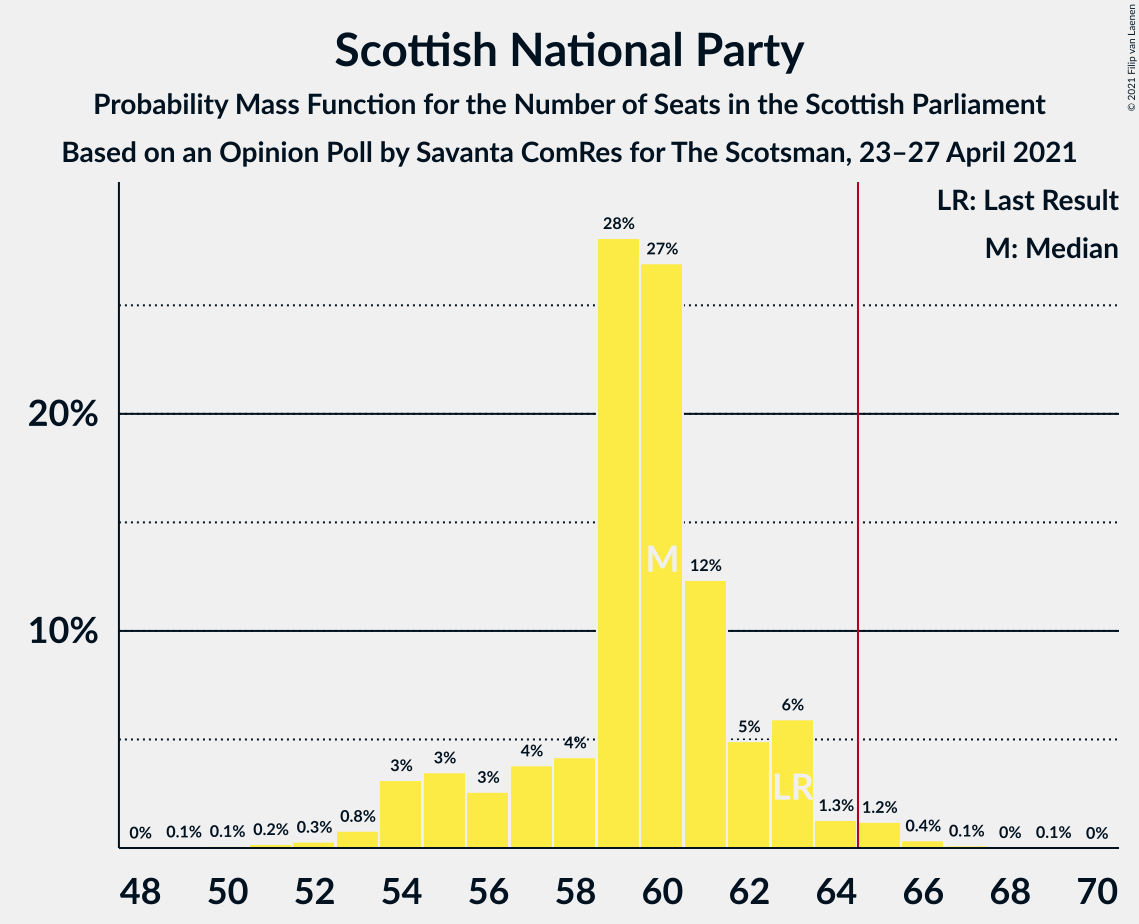 Scottish National Party
Probability Mass Function for the Number of Seats in the Scottish Parliament
Based on an Opinion Poll by Savanta ComRes for The Scotsman, 23–27 April 2021
© 2021 Filip van Laenen
LR: Last Result
M: Median
20%
10%
0% 0.1% 0.1% 0.2% 0.3% 0.8% 3% 3% 3% 4% 4% 28% 27% 12% 5% 6% 1.3% 1.2% 0.4% 0.1% 0% 0.1% 0%
M
LR
48 50 52 54 56 58 60 62 64 66 68 70